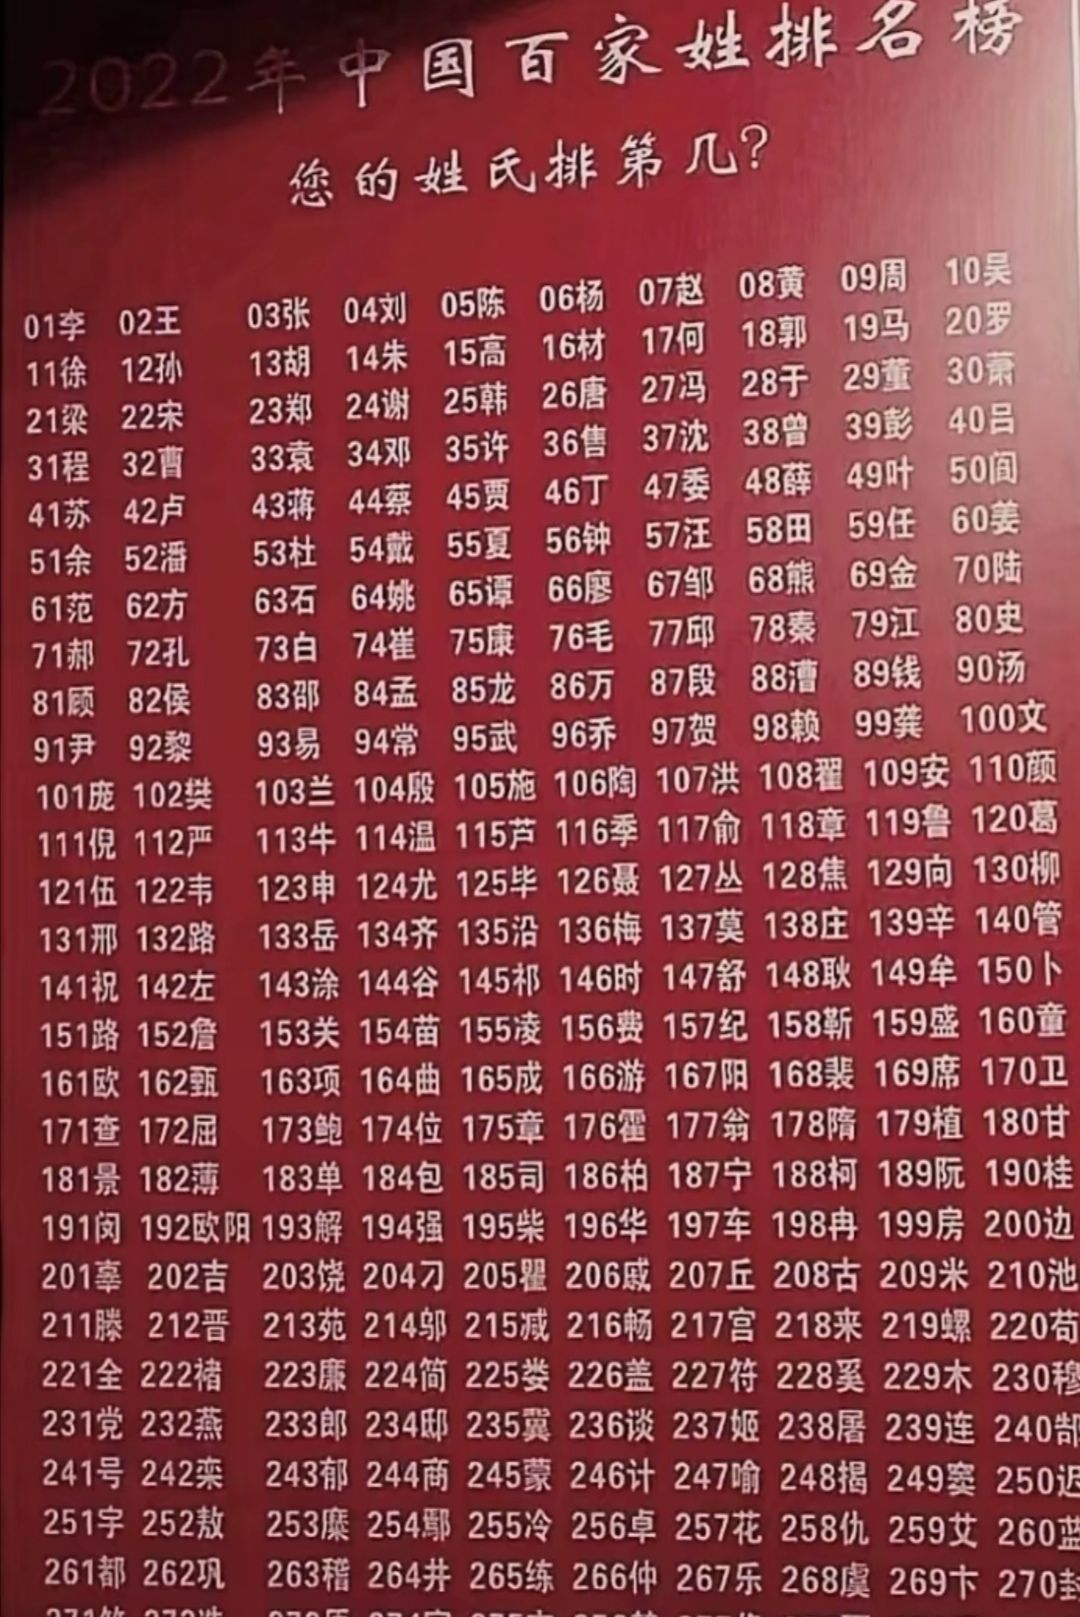 2022年中国百家姓排名榜
您的姓氏排第几?
01李 02王 03张 04刘 05陈 06杨 07赵 08黄 09周 10吴
11徐 12孙 13胡 14朱 15高 16材 17何 18郭 19马 20罗
21梁 22宋 23郑 24谢 25韩 26唐 27冯 28于 29董 30萧
31程 32曹 33袁 34邓 35许 36售 37沈 38曾 39彭 40吕
41苏 42卢 43蒋 44蔡 45贾 46丁 47委 48薛 49叶 50阎
51余 52潘 53杜 54戴 55夏 56钟 57汪 58田 59任 60姜
61范 62方 63石 64姚 65谭 66廖 67邹 68熊 69金 70陆
71郝 72孔 73白 74崔 75康 76毛 77邱 78秦 79江 80史
81顾 82侯 83邵 84孟 85龙 86万 87段 88漕 89钱 90汤
91尹 92黎 93易 94常 95武 96乔 97贺 98赖 99龚 100文
101庞 102樊 103兰 104殷 105施 106陶 107洪 108翟 109安 110颜
111倪 112严 113牛 114温 115芦 116季 117俞 118章 119鲁 120葛
121伍 122韦 123申 124尤 125毕 126聂 127丛 128焦 129向 130柳
131邢 132路 133岳 134齐 135沿 136梅 137莫 138庄 139辛 140管
141祝 142左 143涂 144谷 145祁 146时 147舒 148耿 149牟 150卜
151路 152詹 153关 154苗 155凌 156费 157纪 158靳 159盛 160童
161欧 162甄 163项 164曲 165成 166游 167阳 168裴 169席 170卫
171查 172屈 173鲍 174位 175章 176霍 177翁 178隋 179植 180甘
181景 182薄 183单 184包 185司 186柏 187宁 188柯 189阮 190桂
191闵 192欧阳 193解 194强 195柴 196华 197车 198冉 199房 200边
201辜 202吉 203饶 204刁 205瞿 206戚 207丘 208古 209米 210池
211滕 212晋 213苑 214邬 215减 216畅 217宫 218来 219螺 220苟
221全 222褚 223廉 224简 225娄 226盖 227符 228奚 229木 230穆
231党 232燕 233郎 234邸 235冀 236谈 237姬 238屠 239连 240郜
241号 242栾 243郁 244商 245蒙 246计 247喻 248揭 249窦 250迟
251宇 252敖 253糜 254鄢 255冷 256卓 257花 258仇 259艾 260蓝
261都 262巩 263稽 264井 265练 266仲 267乐 268虞 269卞 270封